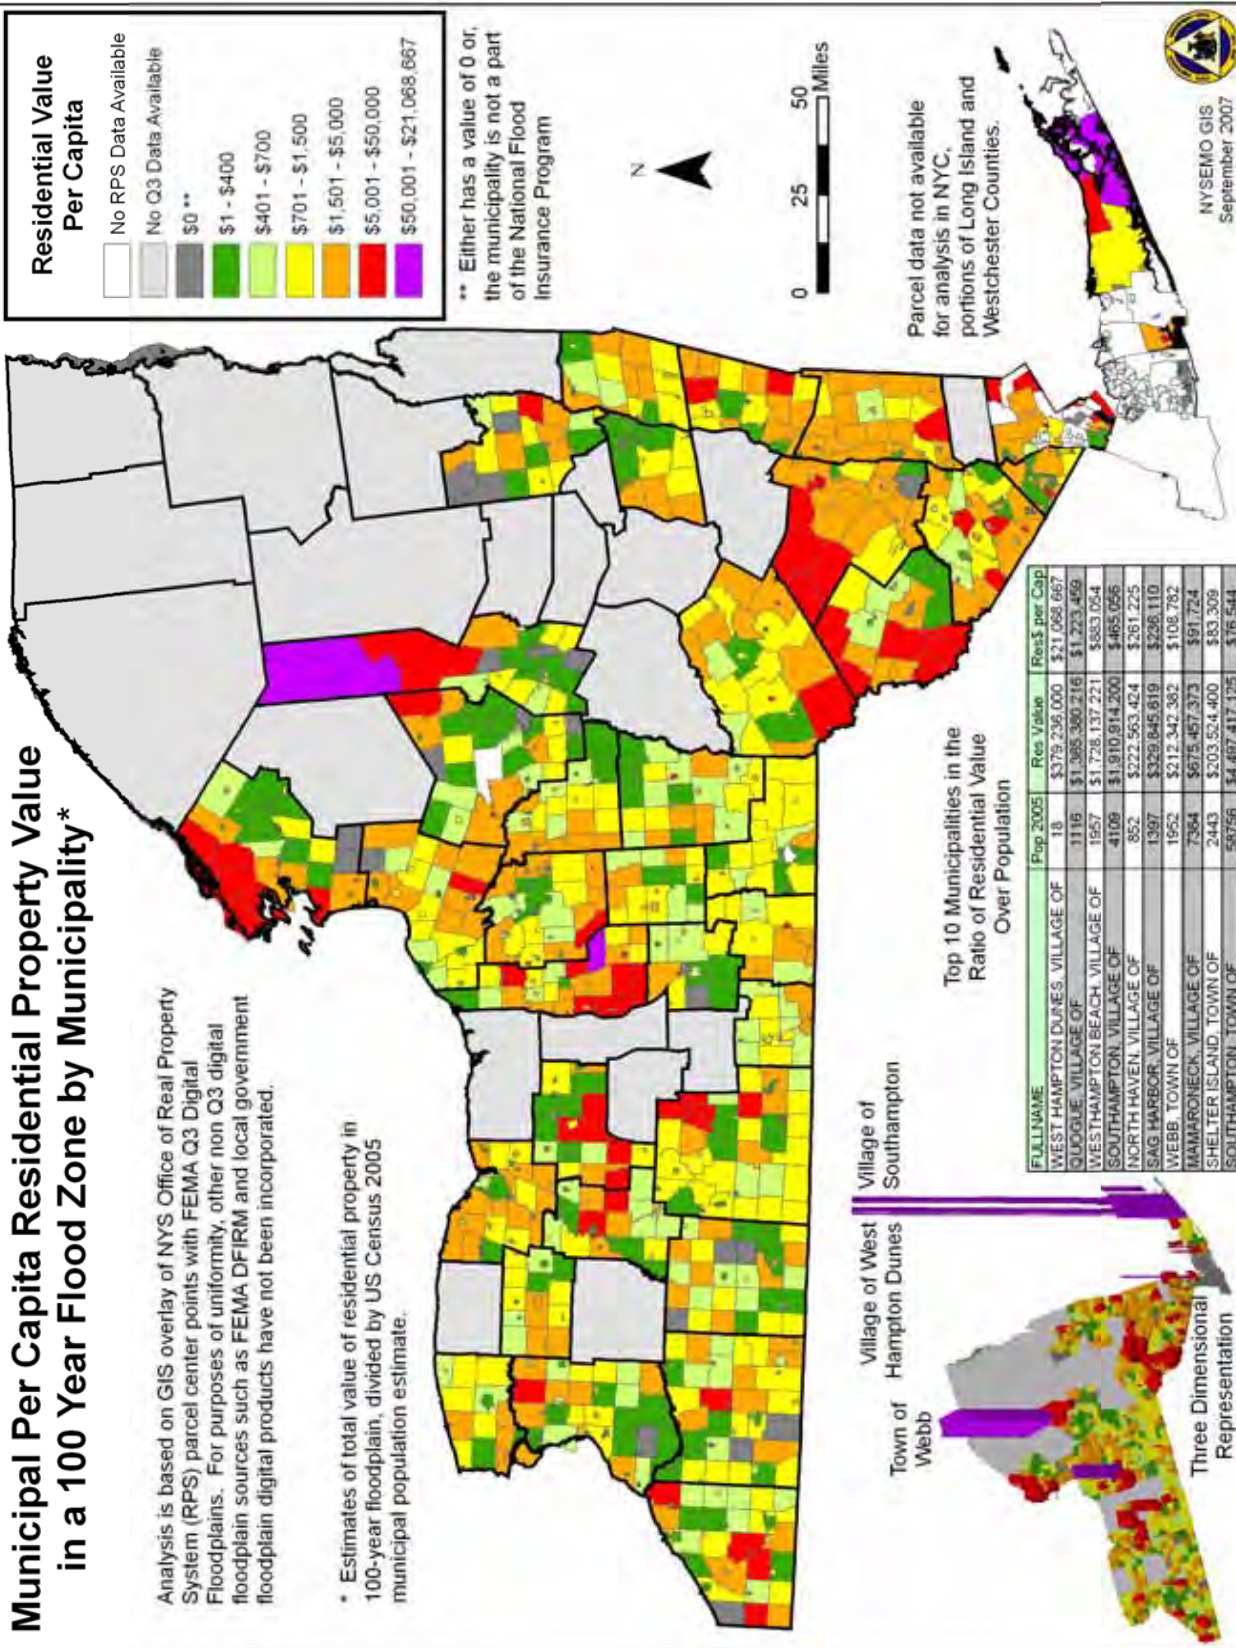 Municipal Per Capita Residential Property Value
in a 100 Year Flood Zone by Municipality*
Analysis is based on GIS overlay of NYS Office of Real Property
System (RPS) parcel center points with FEMA Q3 Digital
Floodplains. For purposes of uniformity, other non Q3 digital
floodplain sources such as FEMA DFIRM and local government
floodplain digital products have not been incorporated.
* Estimates of total value of residential property in
100-year floodplain, divided by US Census 2005
municipal population estimate.
Residential Value
Per Capita
No RPS Data Available
No Q3 Data Available
$0 **
$1 - $400
$401 - $700
$701 - $1,500
$1,501 - $5,000
$5,001 - $50,000
$50,001 - $21,068,667
** Either has a value of 0 or,
the municipality is not a part
of the National Flood
Insurance Program
N
0 25 50
Miles
Parcel data not available
for analysis in NYC,
portions of Long Island and
Westchester Counties.
Town of
Webb
Village of West
Hampton Dunes
Village of
Southampton
Three Dimensional
Representation
Top 10 Municipalities in the
Ratio of Residential Value
Over Population
FULLNAME Pop 2005 Res Value Res$ per Cap
WEST HAMPTON DUNES, VILLAGE OF 18 $379,236,000 $21,068,667
QUOGUE, VILLAGE OF 1116 $1,365,380,216 $1,223,459
WESTHAMPTON BEACH, VILLAGE OF 1957 $1,728,137,221 $883,054
SOUTHAMPTON, VILLAGE OF 4109 $1,910,914,200 $465,056
NORTH HAVEN, VILLAGE OF 852 $222,563,424 $261,225
SAG HARBOR, VILLAGE OF 1397 $329,845,619 $236,110
WEBB, TOWN OF 1952 $212,342,382 $108,782
MAMARONECK, VILLAGE OF 7364 $675,457,373 $91,724
SHELTER ISLAND, TOWN OF 2443 $203,524,400 $83,309
SOUTHAMPTON, TOWN OF 58756 $4,497,417,125 $76,544
NYSEMO GIS
September 2007